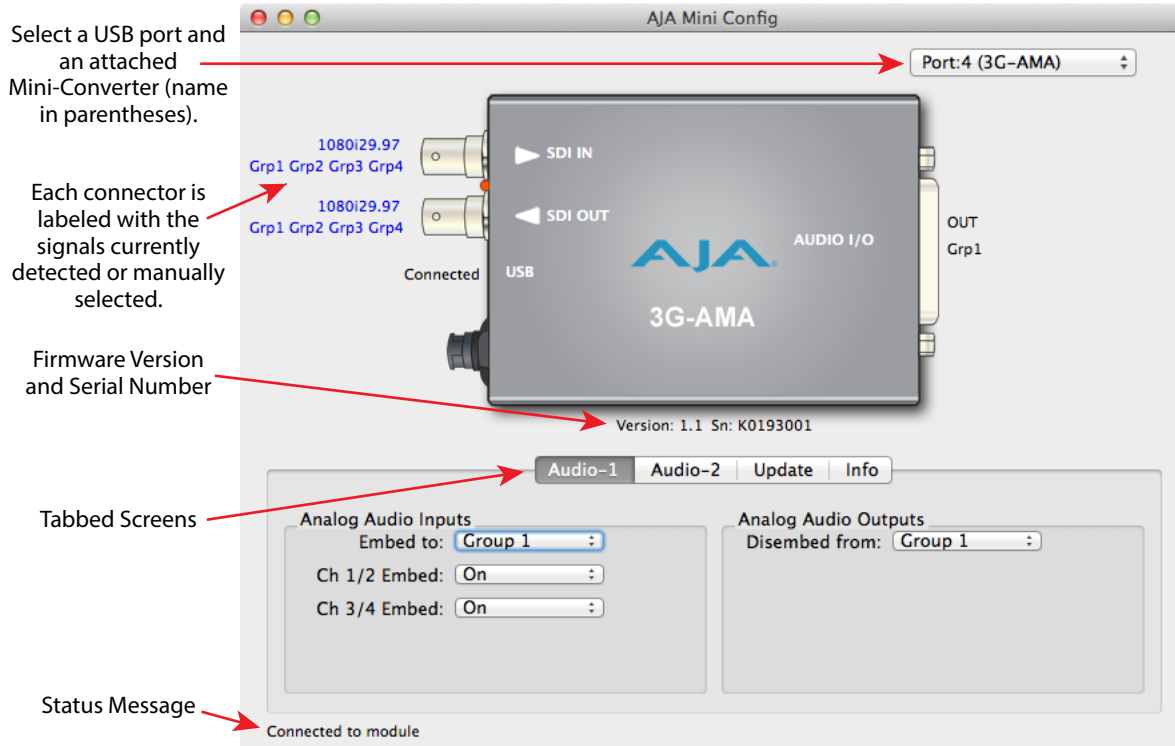 AJA Mini Config
Select a USB port and
an attached
Mini-Converter (name
in parentheses).
Port:4 (3G-AMA)
1080i29.97
Grp1 Grp2 Grp3 Grp4
SDI IN
Each connector is
labeled with the
signals currently
detected or manually
selected.
1080i29.97
Grp1 Grp2 Grp3 Grp4
SDI OUT
AUDIO I/O
OUT
Grp1
Connected
USB
AJA
3G-AMA
Firmware Version
and Serial Number
Version: 1.1 Sn: K0193001
Tabbed Screens
Audio-1 Audio-2 Update Info
Analog Audio Inputs
Embed to: Group 1
Ch 1/2 Embed: On
Ch 3/4 Embed: On
Analog Audio Outputs
Disembed from: Group 1
Status Message
Connected to module